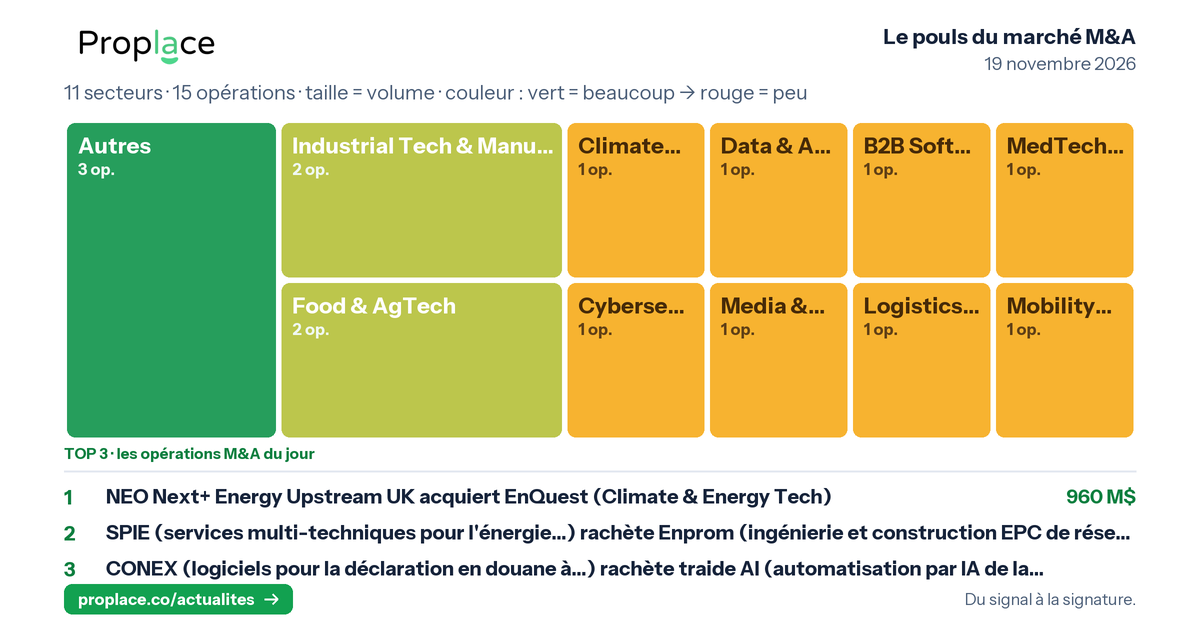 Proplace
Le pouls du marché M&A
19 novembre 2026
11 secteurs · 15 opérations · taille = volume · couleur : vert = beaucoup → rouge = peu
Autres
3 op.
Industrial Tech & Manu...
2 op.
Climate...
1 op.
Data & A...
1 op.
B2B Soft...
1 op.
MedTech...
1 op.
Food & AgTech
2 op.
Cyberse...
1 op.
Media &...
1 op.
Logistics...
1 op.
Mobility...
1 op.
TOP 3 · les opérations M&A du jour
1 NEO Next+ Energy Upstream UK acquiert EnQuest (Climate & Energy Tech) 960 M$
2 SPIE (services multi-techniques pour l'énergie...) rachète Enprom (ingénierie et construction EPC de rése...
3 CONEX (logiciels pour la déclaration en douane à...) rachète traide AI (automatisation par IA de la...
proplace.co/actualites →
Du signal à la signature.